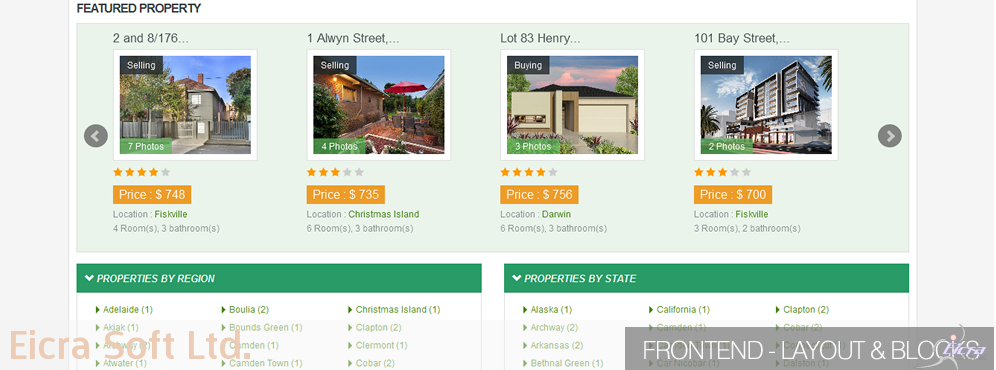 FEATURED PROPERTY
2 and 8/176...
1 Alwyn Street,...
Lot 83 Henry...
101 Bay Street,...
Selling
Selling
Buying
Selling
7 Photos
4 Photos
3 Photos
2 Photos
Price : $ 748
Price : $ 735
Price : $ 756
Price : $ 700
Location : Fiskville
Location : Christmas Island
Location : Darwin
Location : Fiskville
4 Room(s), 3 bathroom(s)
6 Room(s), 3 bathroom(s)
6 Room(s), 3 bathroom(s)
3 Room(s), 2 bathroom(s)
PROPERTIES BY REGION
PROPERTIES BY STATE
Adelaide (1)
Boulia (2)
Christmas Island (1)
Alaska (1)
California (1)
Clapton (2)
Akiak (1)
Bounds Green (1)
Clapton (2)
Archway (2)
Camden (1)
Cobar (2)
Camden (1)
Clermont (1)
Arkansas (2)
Camden Town (1)
Atwater (1)
Camden Town (1)
Cobar (2)
Bethnal Green (1)
Car Nicobar (1)
Eicra Soft Ltd.
FRONTEND - LAYOUT & BLOCKS
Eicra